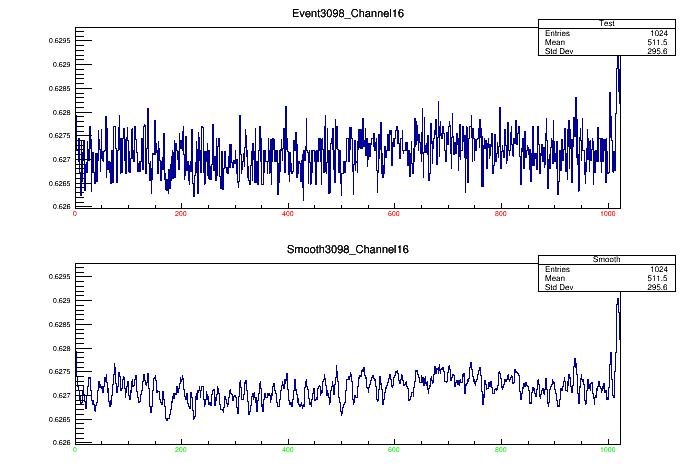 Event3098_Channel16
Test
Entries 1024
Mean 511.5
Std Dev 295.6
0.6295
0.629
0.6285
0.628
0.6275
0.627
0.6265
0.626
0 200 400 600 800 1000
Smooth3098_Channel16
Smooth
Entries 1024
Mean 511.5
Std Dev 295.6
0.6295
0.629
0.6285
0.628
0.6275
0.627
0.6265
0.626
0 200 400 600 800 1000